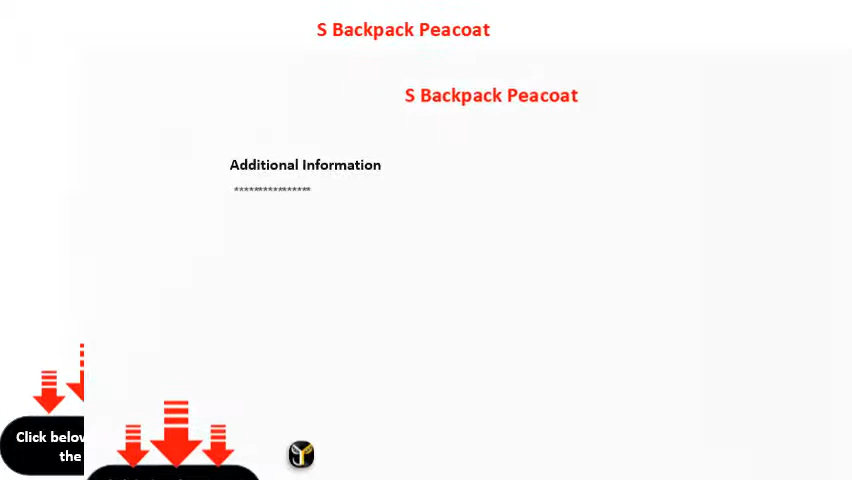 S Backpack Peacoat
S Backpack Peacoat
Additional Information
****************
Click below
the